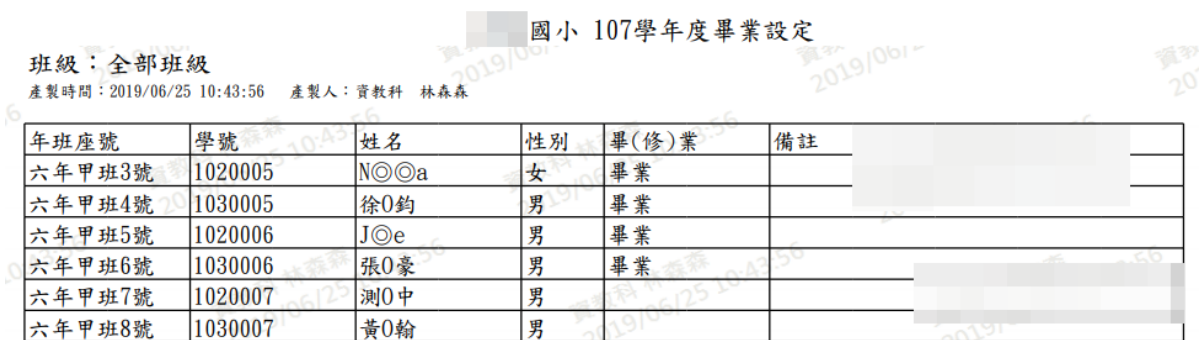 國小 107學年度畢業設定
班級：全部班級
產製時間：2019/06/25 10:43:56 產製人：資教科 林森森
年班座號 學號 姓名 性別 畢(修)業 備註
六年甲班3號 1020005 N◎◎a 女 畢業
六年甲班4號 1030005 徐0鈞 男 畢業
六年甲班5號 1020006 J◎e 男 畢業
六年甲班6號 1030006 張0豪 男 畢業
六年甲班7號 1020007 測0中 男
六年甲班8號 1030007 黃0翰 男